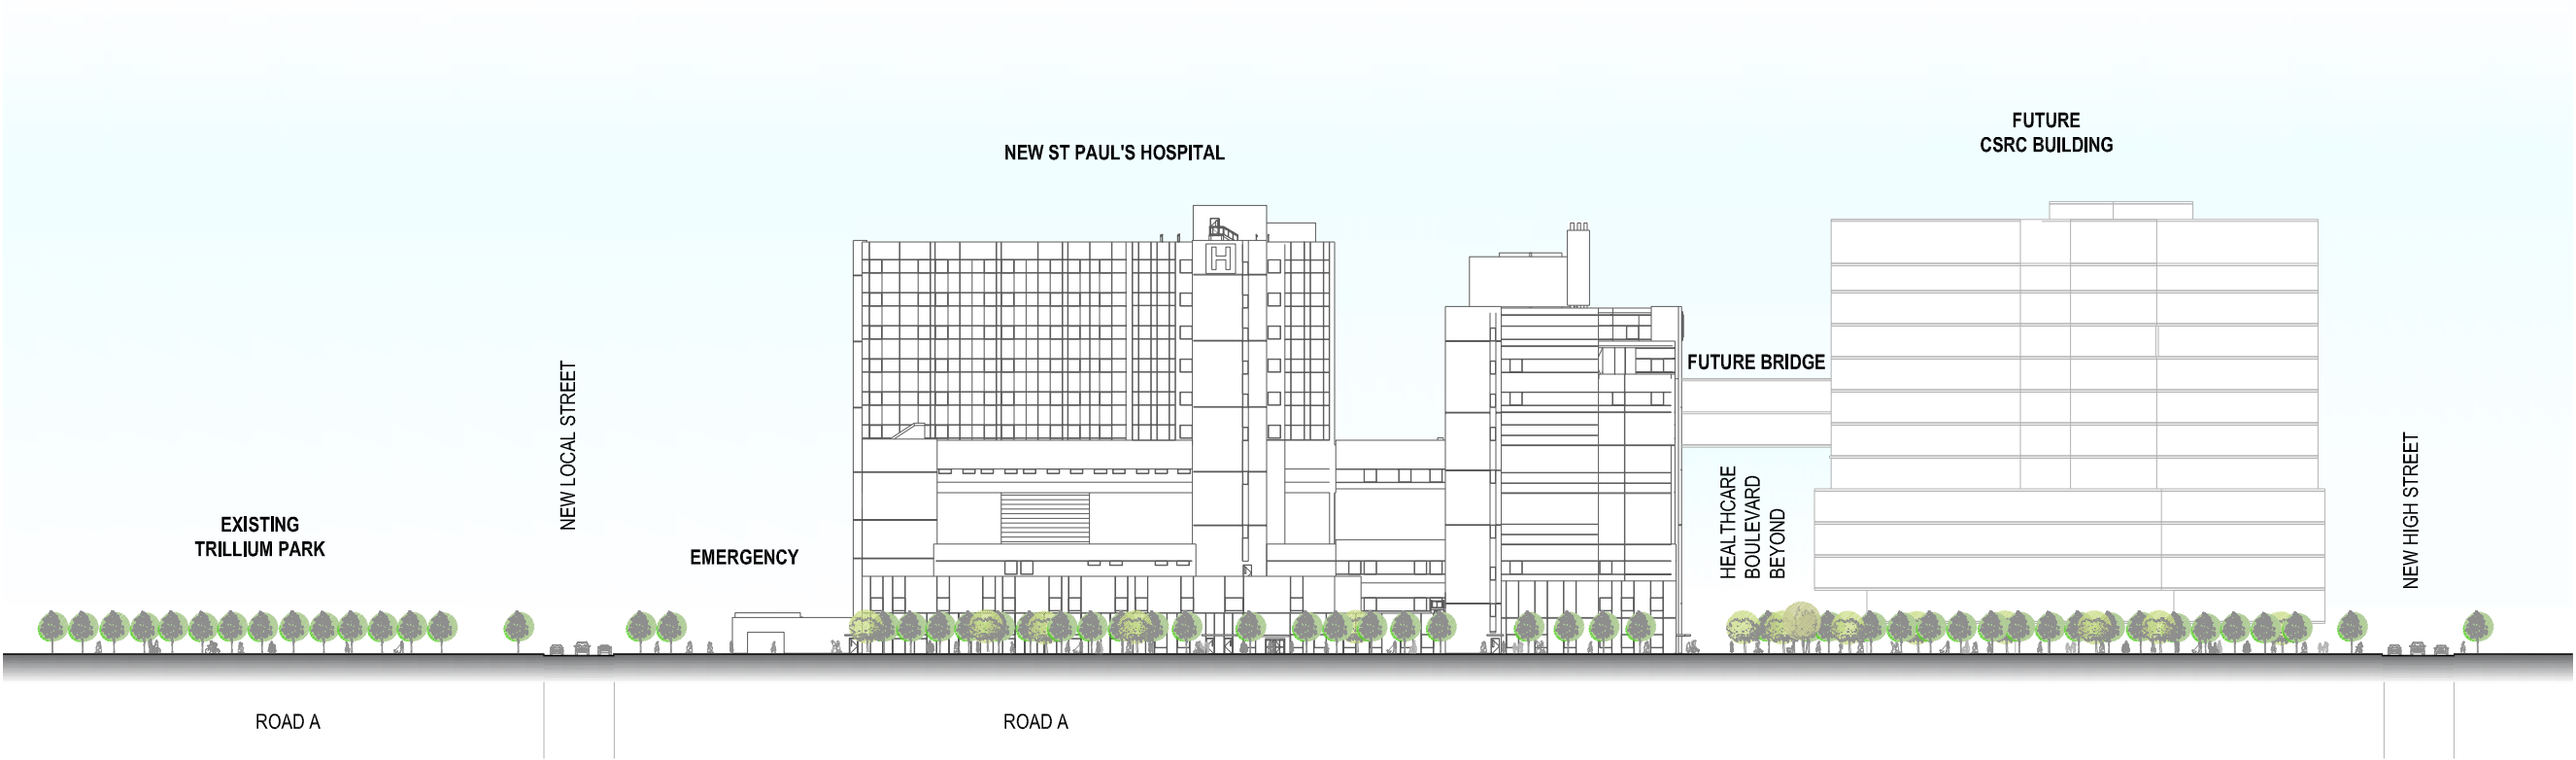 FUTURE
CSRC BUILDING
NEW ST PAUL'S HOSPITAL
H
FUTURE BRIDGE
NEW LOCAL STREET
HEALTHCARE
BOULEVARD
BEYOND
NEW HIGH STREET
EXISTING
TRILLIUM PARK
EMERGENCY
ROAD A
ROAD A